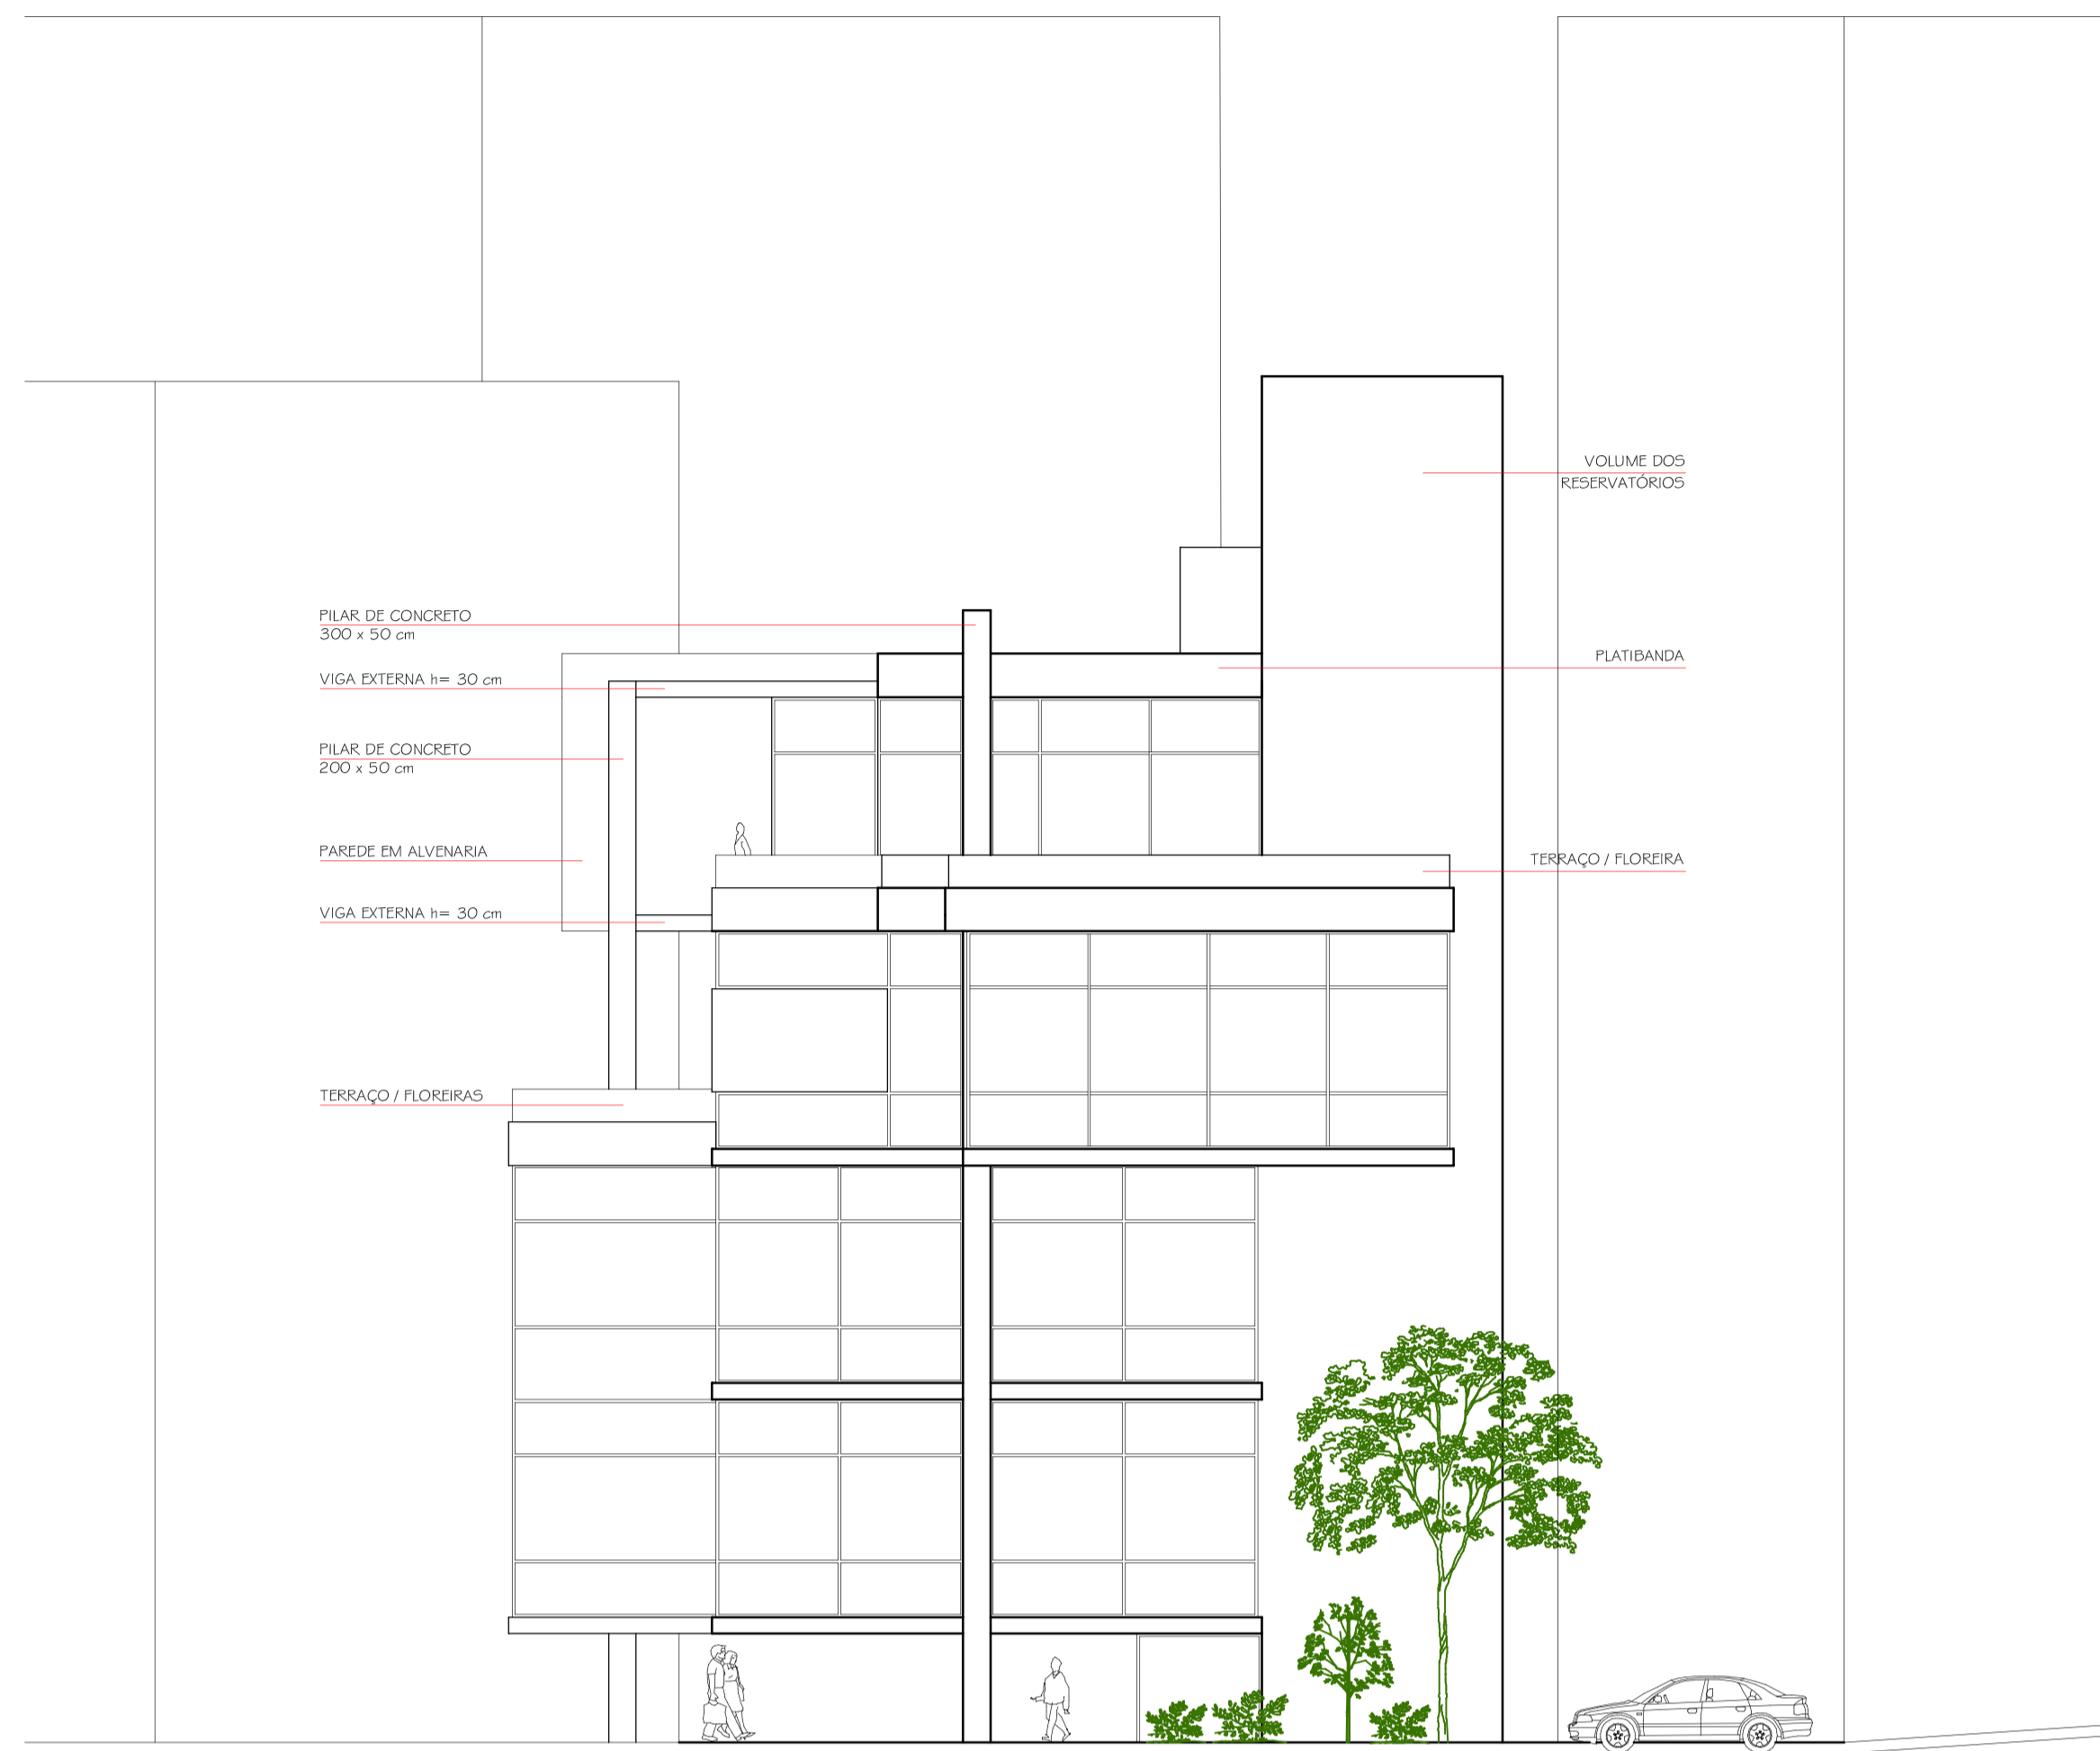 PILAR DE CONCRETO
300 x 50 cm
VIGA EXTERNA h= 30 cm
PILAR DE CONCRETO
200 x 50 cm
PAREDE EM ALVENARIA
VIGA EXTERNA h= 30 cm
TERRAÇO / FLOREIRAS
VOLUME DOS
RESERVATÓRIOS
PLATIBANDA
TERRAÇO / FLOREIRA